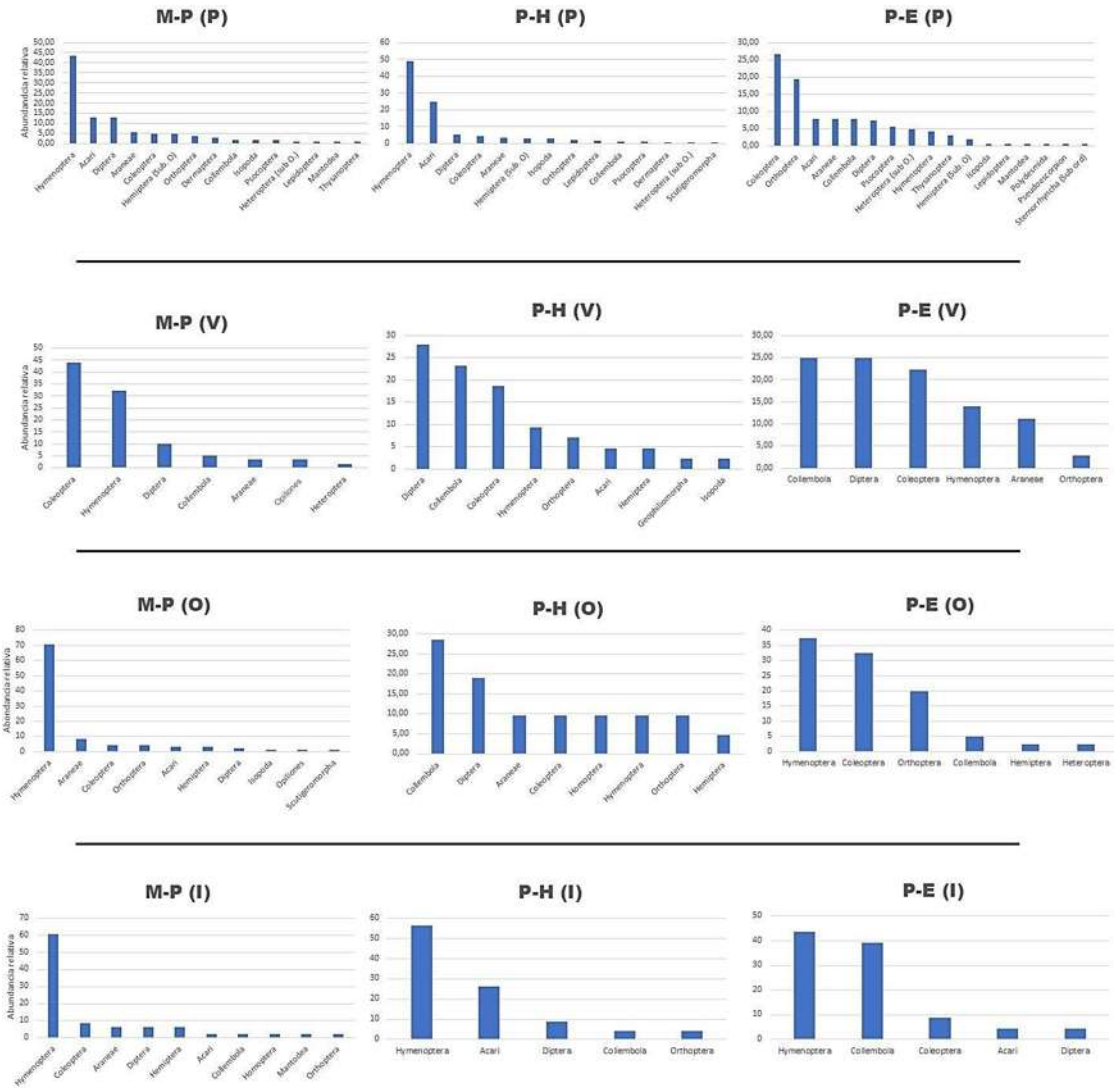 M-P (P)
P-H (P)
P-E (P)
Abundandcia relativa
50,00
45,00
40,00
35,00
30,00
25,00
20,00
15,00
10,00
5,00
0,00
Hymenoptera
Acari
Diptera
Araneae
Coleoptera
Hemiptera (Sub. O)
Orthoptera
Dermaptera
Collembola
Isopoda
Psocoptera
Heteroptera (sub O.)
Lepidoptera
Mantodea
Thysanoptera
60
50
40
30
20
10
0
Hymenoptera
Acari
Diptera
Coleoptera
Araneae
Hemiptera (Sub. O)
Isopoda
Orthoptera
Lepidoptera
Collembola
Psocoptera
Dermaptera
Heteroptera (sub O.)
Scutigeromorpha
30,00
25,00
20,00
15,00
10,00
5,00
0,00
Coleoptera
Orthoptera
Acari
Araneae
Collembola
Diptera
Psocoptera
Heteroptera (sub O.)
Hymenoptera
Thysanoptera
Hemiptera (Sub. O)
Isopoda
Lepidoptera
Mantodea
Polydesmida
Pseudoescorpion
Sternorrhyncha (Sub ord)
M-P (V)
P-H (V)
P-E (V)
Abundancia relativa
50
45
40
35
30
25
20
15
10
5
0
Coleoptera
Hymenoptera
Diptera
Collembola
Araneae
Opiliones
Heteroptera
30
25
20
15
10
5
0
Diptera
Collembola
Coleoptera
Hymenoptera
Orthoptera
Acari
Hemiptera
Geophiliomorpha
Isopoda
30,00
25,00
20,00
15,00
10,00
5,00
0,00
Collembola
Diptera
Coleoptera
Hymenoptera
Araneae
Orthoptera
M-P (O)
P-H (O)
P-E (O)
Abondancia relativa
80
70
60
50
40
30
20
10
0
Hymenoptera
Araneae
Coleoptera
Orthoptera
Acari
Hemiptera
Diptera
Isopoda
Opiliones
Scutigeromorpha
30,00
25,00
20,00
15,00
10,00
5,00
0,00
Collembola
Diptera
Araneae
Coleoptera
Homoptera
Hymenoptera
Orthoptera
Hemiptera
40
35
30
25
20
15
10
5
0
Hymenoptera
Coleoptera
Orthoptera
Collembola
Hemiptera
Heteroptera
M-P (I)
P-H (I)
P-E (I)
Abundancia relativa
70
60
50
40
30
20
10
0
Hymenoptera
Coleoptera
Araneae
Diptera
Hemiptera
Acari
Collembola
Homoptera
Mantodea
Orthoptera
60
50
40
30
20
10
0
Hymenoptera
Acari
Diptera
Collembola
Orthoptera
50
40
30
20
10
0
Hymenoptera
Collembola
Coleoptera
Acari
Diptera